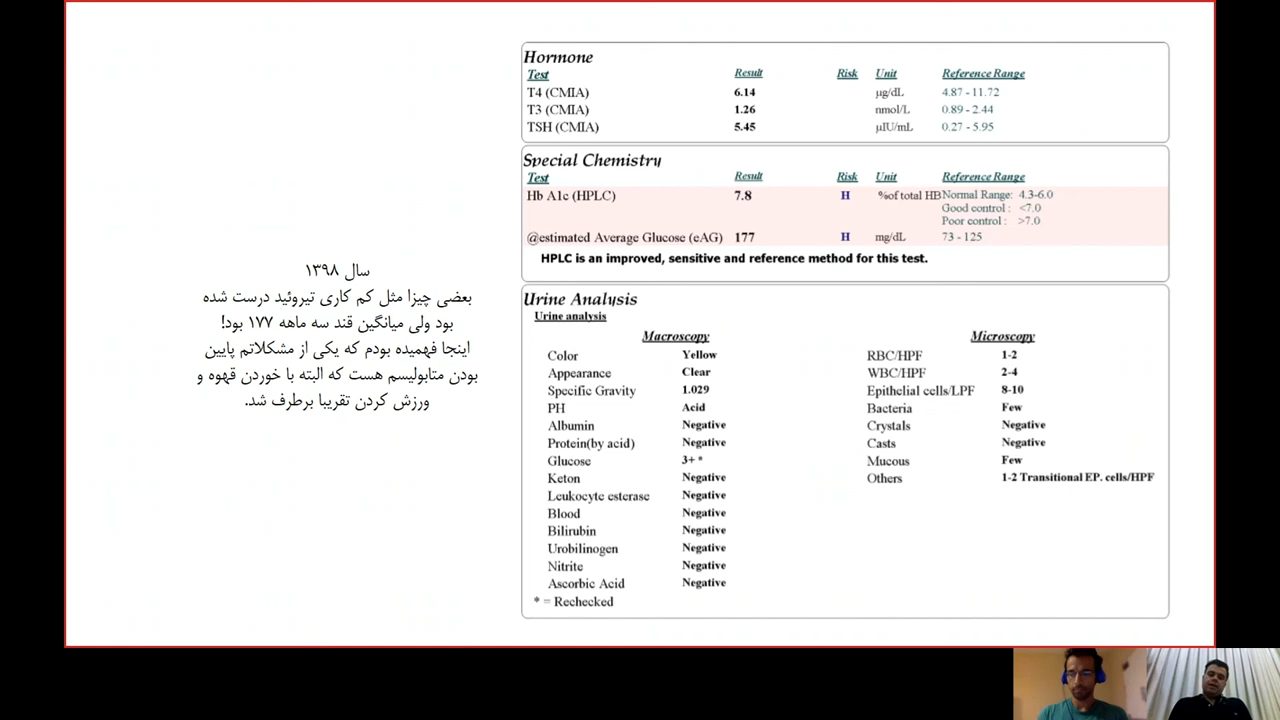 سال ۱۳۹۸
بعضی چیزا مثل کم کاری تیروئید درست شده
بود ولی میانگین قند سه ماهه ۱۷۷ بود!
اینجا فهمیده بودم که یکی از مشکلاتم پایین
بودن متابولیسم هست که البته با خوردن قهوه و
ورزش کردن تقریبا برطرف شد.
Hormone
Test Result Risk Unit Reference Range
T4 (CMIA) 6.14 µg/dL 4.87 - 11.72
T3 (CMIA) 1.26 nmol/L 0.89 - 2.44
TSH (CMIA) 5.45 µIU/mL 0.27 - 5.95
Special Chemistry
Test Result Risk Unit Reference Range
Hb A1c (HPLC) 7.8 H %of total HB Normal Range: 4.3-6.0
Good control : <7.0
Poor control : >7.0
@estimated Average Glucose (eAG) 177 H mg/dL 73 - 125
HPLC is an improved, sensitive and reference method for this test.
Urine Analysis
Urine analysis
Macroscopy Microscopy
Color Yellow RBC/HPF 1-2
Appearance Clear WBC/HPF 2-4
Specific Gravity 1.029 Epithelial cells/LPF 8-10
PH Acid Bacteria Few
Albumin Negative Crystals Negative
Protein(by acid) Negative Casts Negative
Glucose 3+ * Mucous Few
Keton Negative Others 1-2 Transitional EP. cells/HPF
Leukocyte esterase Negative
Blood Negative
Bilirubin Negative
Urobilinogen Negative
Nitrite Negative
Ascorbic Acid Negative
* = Rechecked